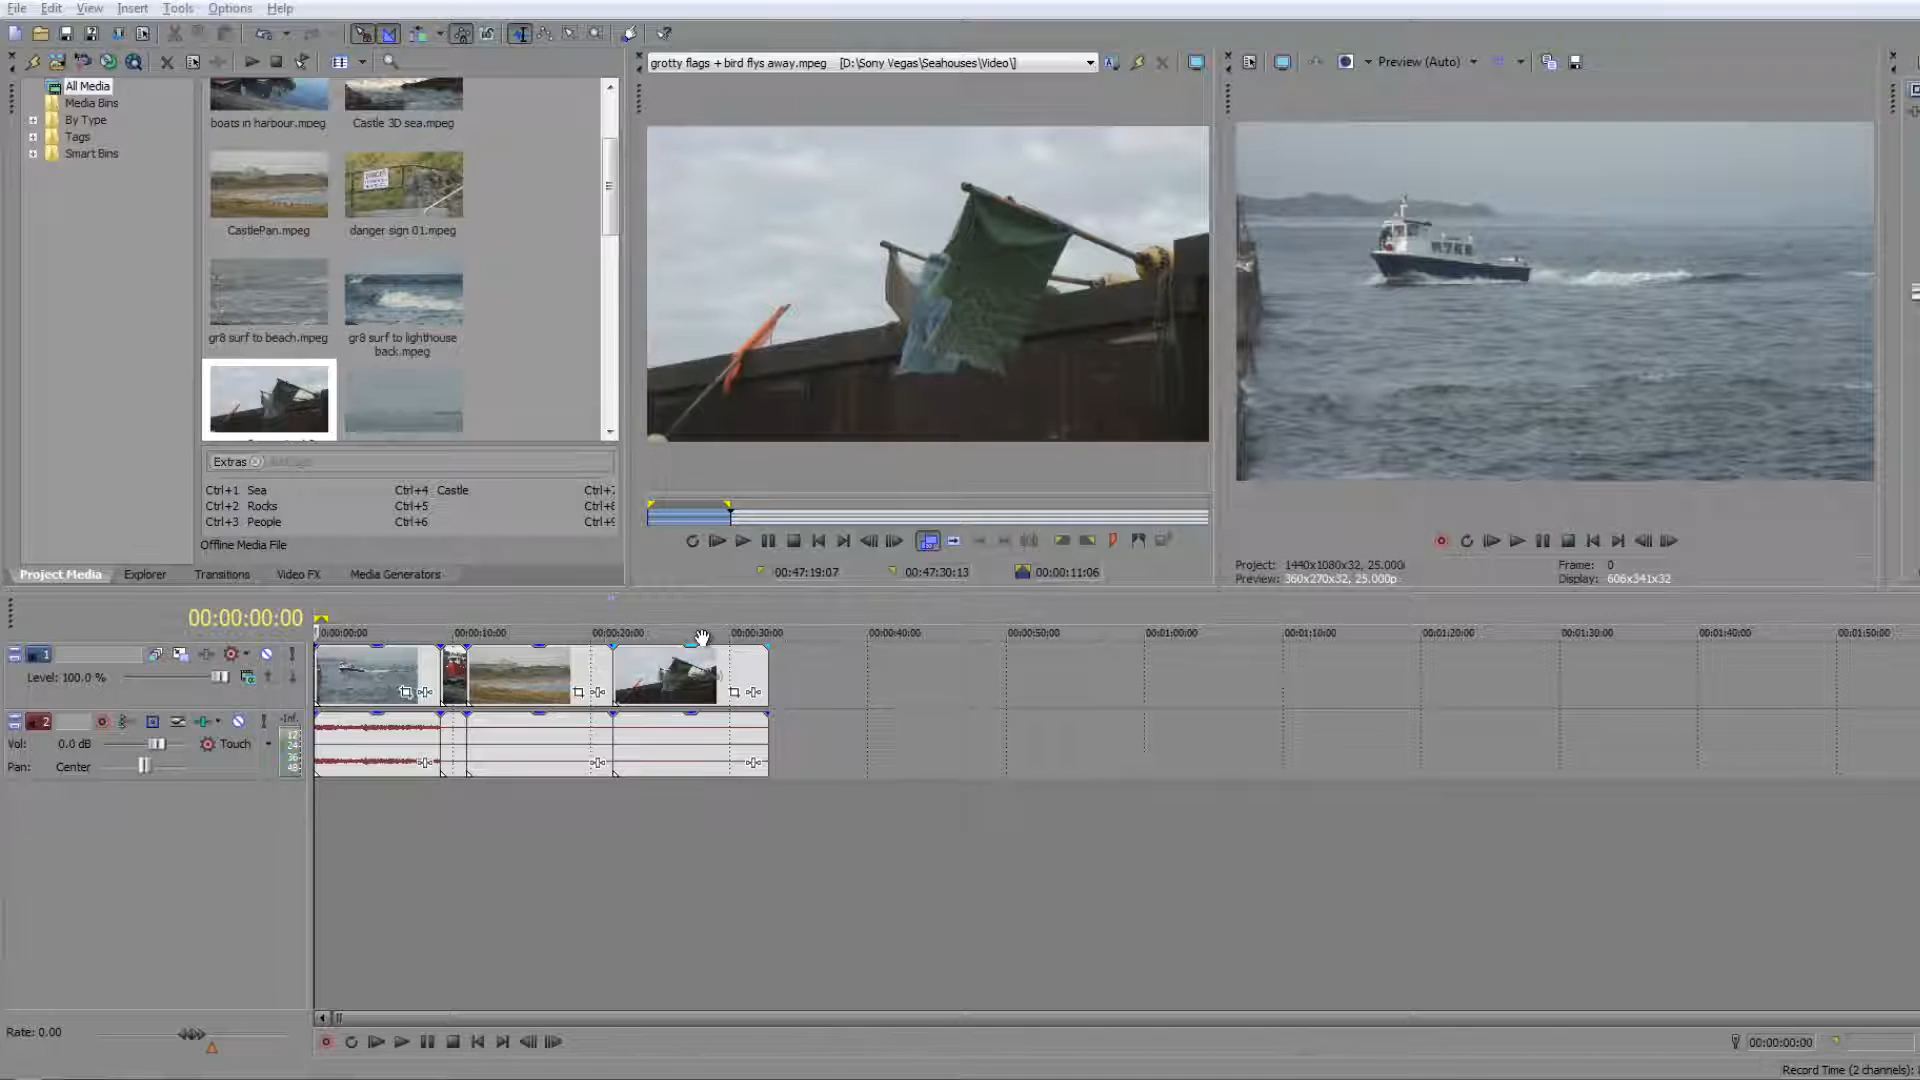 File Edit View Insert Tools Options Help
grotty flags + bird flys away.mpeg [D:\Sony Vegas\Seahouses\Video\]
Preview (Auto)
All Media
Media Bins
By Type
Tags
Smart Bins
boats in harbour.mpeg
Castle 3D sea.mpeg
DANGER
CastlePan.mpeg
danger sign 01.mpeg
gr8 surf to beach.mpeg
gr8 surf to lighthouse
back.mpeg
Extras
Ctrl+1 Sea Ctrl+4 Castle
Ctrl+2 Rocks Ctrl+5
Ctrl+3 People Ctrl+6
Offline Media File
Project Media Explorer Transitions Video FX Media Generators
00:47:19:07 00:47:30:13 00:00:11:06
Project: 1440x1080x32, 25.000i
Preview: 360x270x32, 25.000p
Frame: 0
Display: 606x341x32
00:00:00:00
0:00:00:00 00:00:10:00 00:00:20:00 00:00:30:00 00:00:40:00 00:00:50:00 00:01:00:00 00:01:10:00 00:01:20:00 00:01:30:00 00:01:40:00 00:01:50:00
1
Level: 100.0 %
2
-Inf.
12
24
36
48
Vol: 0.0 dB Touch
Pan: Center
Rate: 0.00
00:00:00:00
Record Time (2 channels):